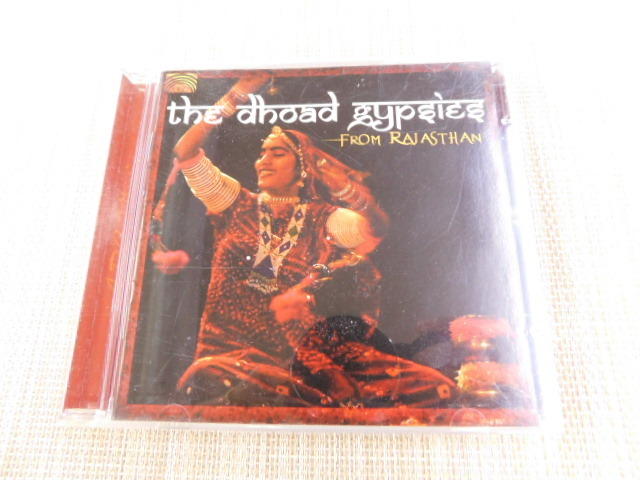 the dhoad gypsies
FROM RAJASTHAN